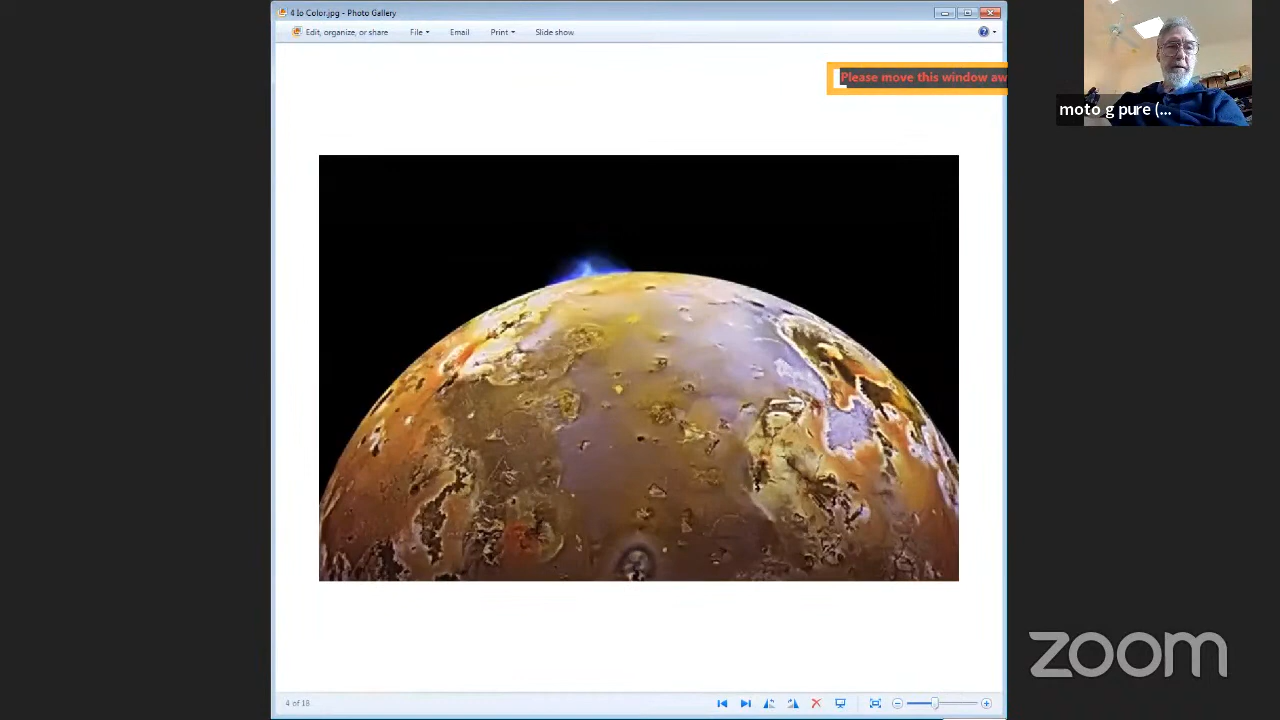 4 Io Color.jpg - Photo Gallery
Edit, organize, or share File Email Print Slide show
Please move this window aw
moto g pure (...
zoom
4 of 18